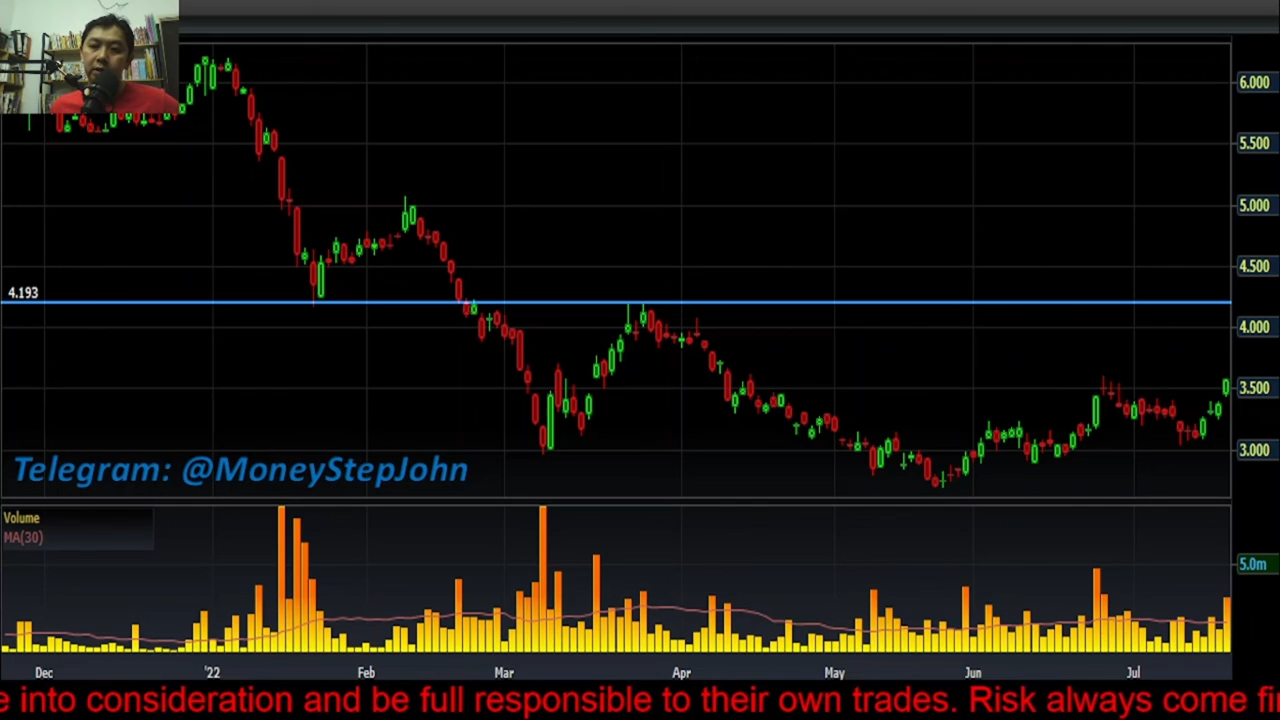 6.000
5.500
5.000
4.500
4.193
4.000
3.500
3.000
Telegram: @MoneyStepJohn
Volume
MA(30)
5.0m
Dec '22 Feb Mar Apr May Jun Jul
e into consideration and be full responsible to their own trades. Risk always come fi